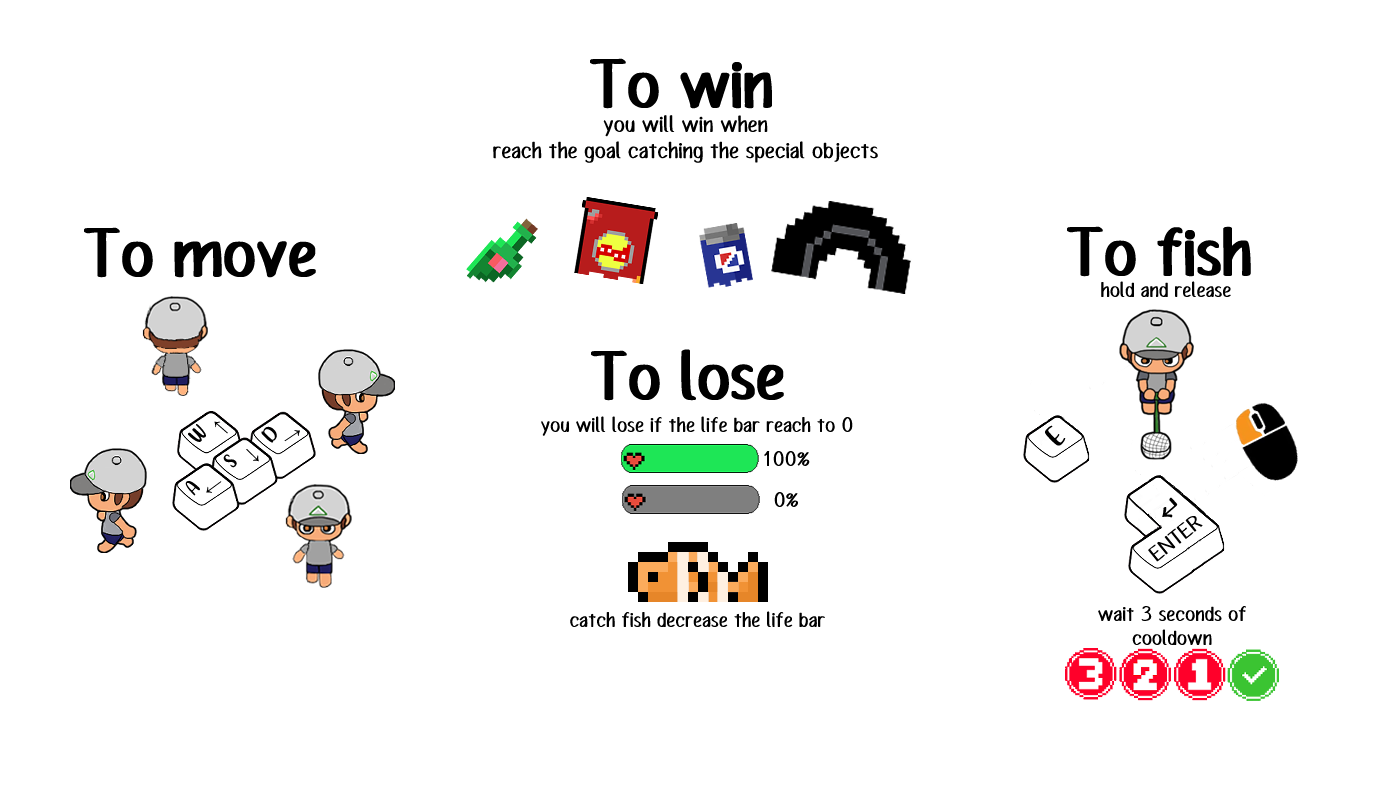 To win
you will win when
reach the goal catching the special objects
To move
W
D
S
A
To lose
you will lose if the life bar reach to 0
100%
0%
catch fish decrease the life bar
To fish
hold and release
E
ENTER
wait 3 seconds of
cooldown
3 2 1